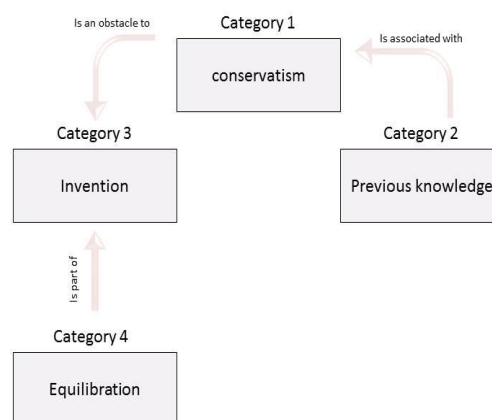 Category 1
Is an obstacle to
Is associated with
conservatism
Category 3
Category 2
Invention
Previous knowledge
Is part of
Category 4
Equilibration